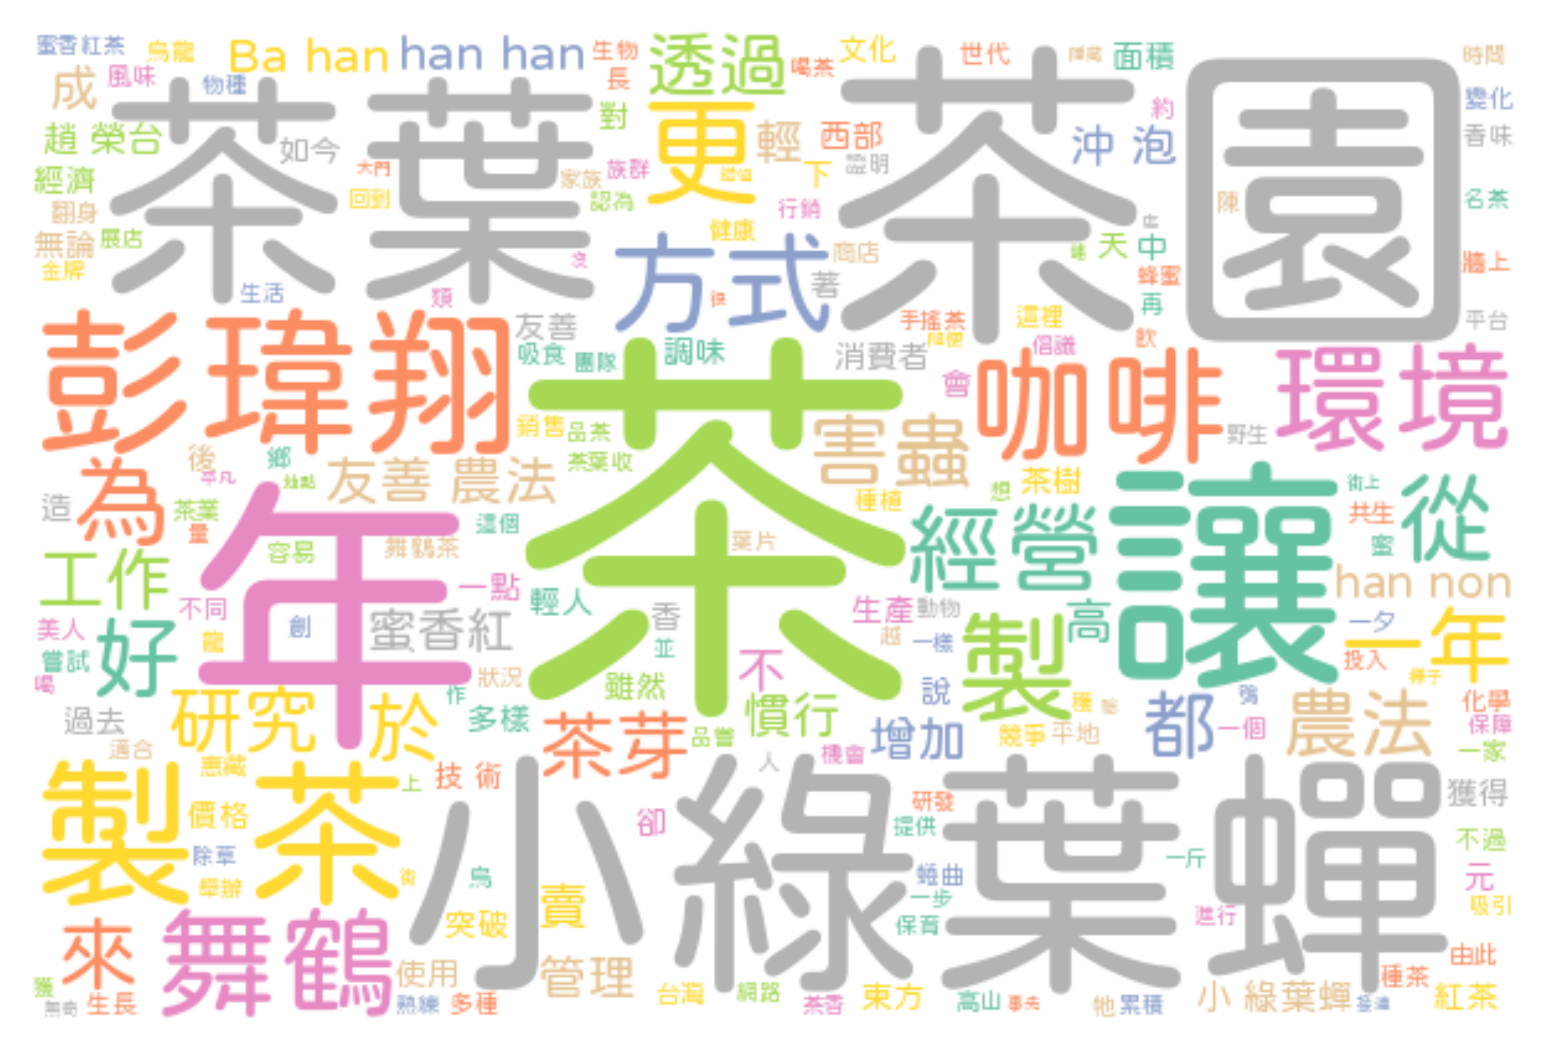 蜜香紅茶 烏龍 Ba han han han 生物 透過 文化 世代 面積 時間
成 風味 物種 長 喝茶 約 變化
茶葉 茶園 對 更 輕 西部 沖泡 香味
趙 榮台 如今 大門 族群 證明
經濟 回到 家族 認為 下 陳 名茶
翻身 行銷
無論 展店 健康 天 中
金牌 方式 商店 蜂蜜 牆上
生活 類 著 再
彭瑋翔 友善 很 手搖茶 這裡 平台
吸食 團隊 調味 消費者 倡議 飲
咖啡 環境
茶 會
銷售 品茶 害蟲 野生
為 後 鄉 友善 農法 茶葉收
平凡 種植 想 茶樹 街上
造 茶業 年 這個 經營 讓 共生 從
量 葉片 蜜
工作 容易 舞鶴茶 han non
一點 輕人 生產 動物 高
不同 蜜香紅 香 製 一夕 一年
美人 好 龍 創 並 越 一樣
嘗試 不 投入
喝 狀況 雖然 說 樣子
研究 於 作 慣行 穫 都 農法 化學
過去 多樣 茶芽 品嘗 增加 競爭 平地 一個 保障
適合 人 機會 一家
製茶 上 技術 小綠葉蟬
價格 卻 研發 獲得
除草 提供 不過
舉辦 烏 蜷曲 一斤 元
舞鶴 突破 賣 一步 進行 吸引
來 保育 由此
使用 管理 種茶
獲 生長 熟練 多種 台灣 網路 茶香 東方 高山 事先 牠 累積 小 綠葉蟬 紅茶
無奇